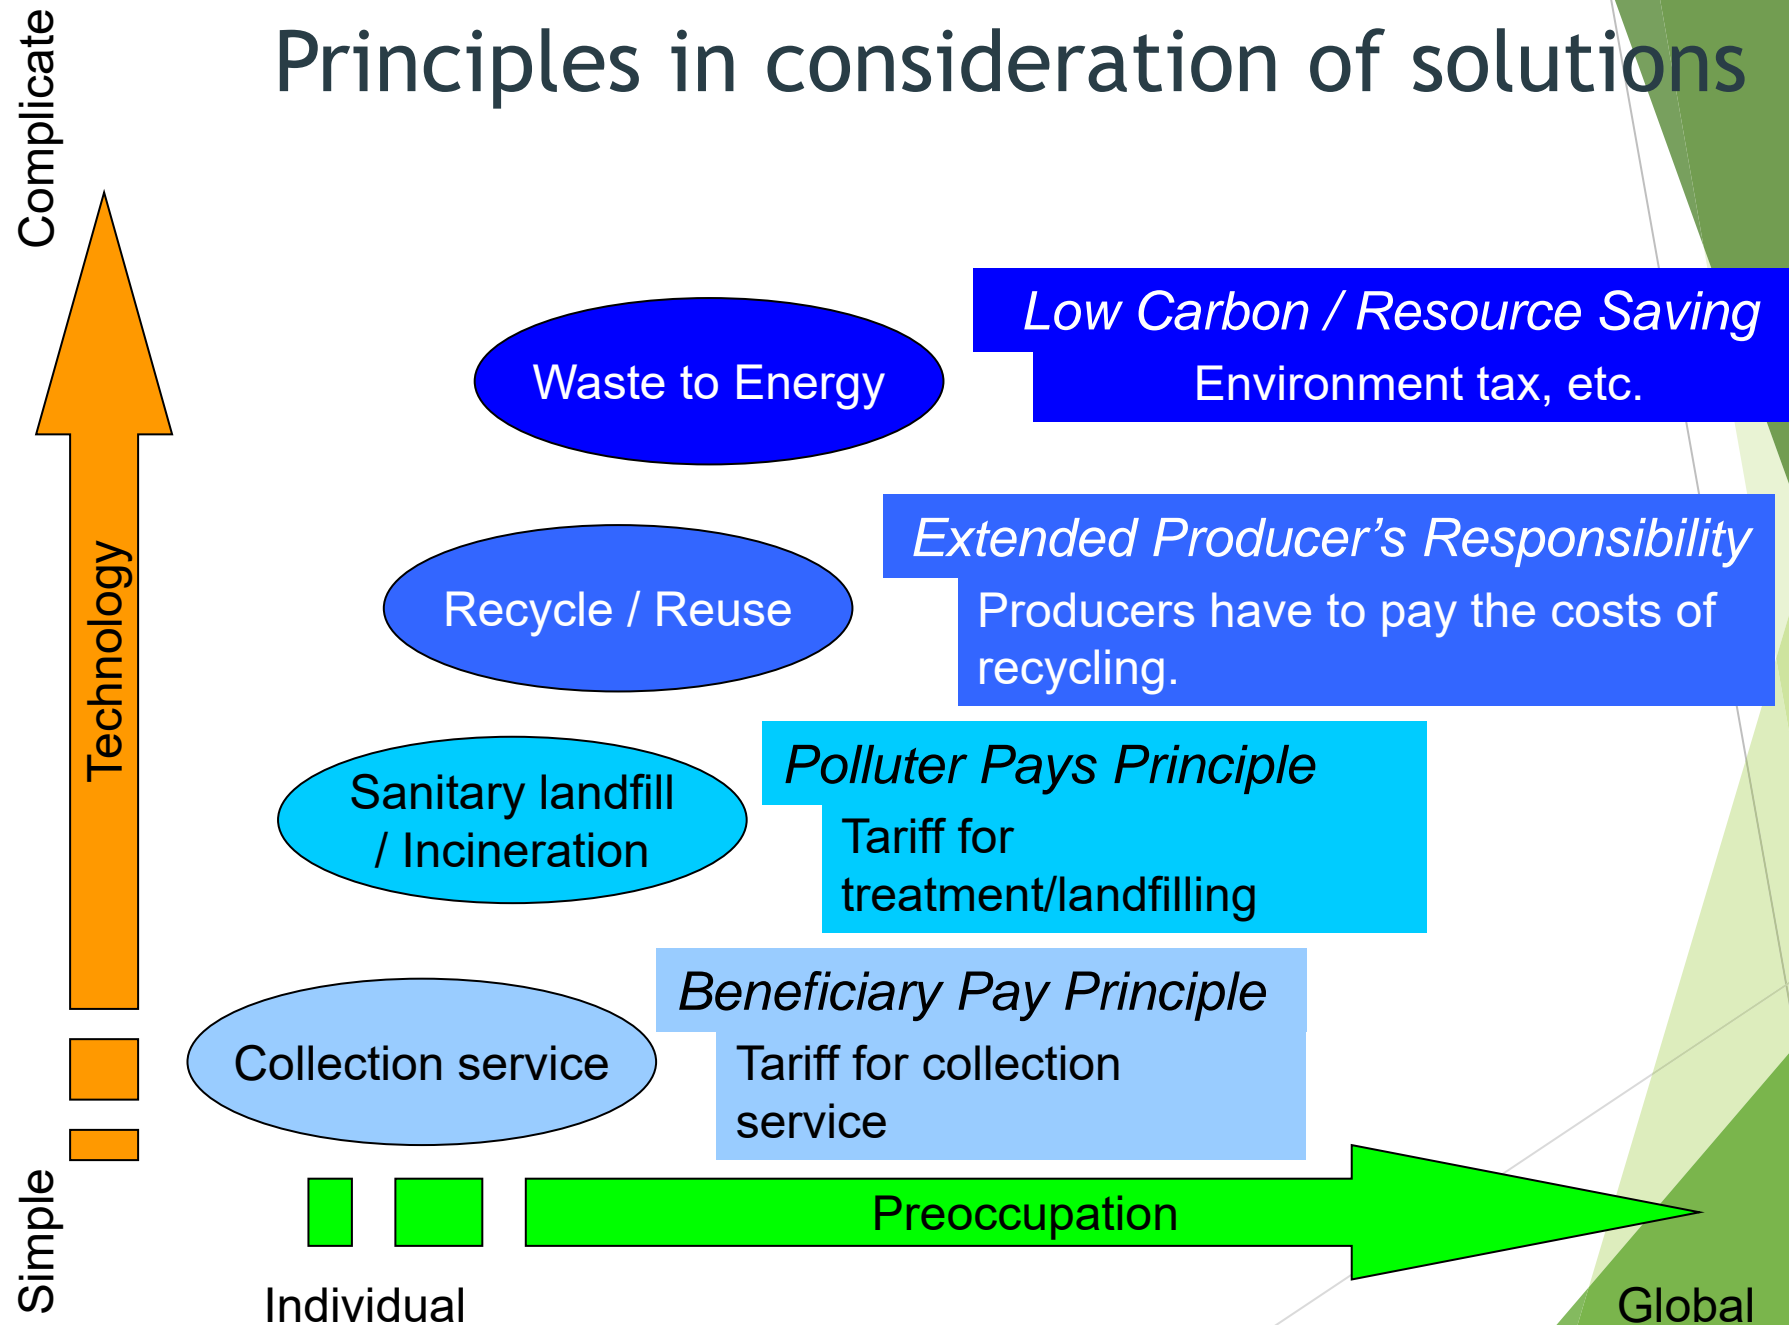 Principles in consideration of solutions
Complicate
Technology
Simple
Waste to Energy
Low Carbon / Resource Saving
Environment tax, etc.
Recycle / Reuse
Extended Producer’s Responsibility
Producers have to pay the costs of
recycling.
Sanitary landfill
/ Incineration
Polluter Pays Principle
Tariff for
treatment/landfilling
Collection service
Beneficiary Pay Principle
Tariff for collection
service
Preoccupation
Individual
Global